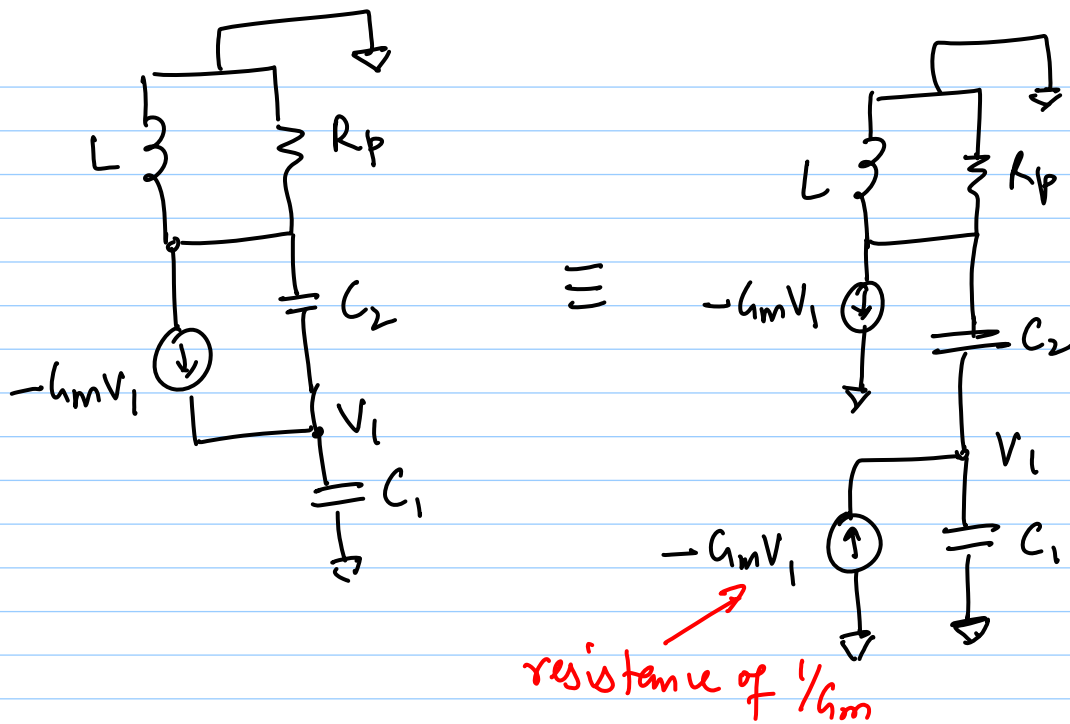 L
Rp
C2
-GmV1
V1
C1
≡
L
Rp
-GmV1
C2
V1
-GmV1
C1
resistance of 1/Gm